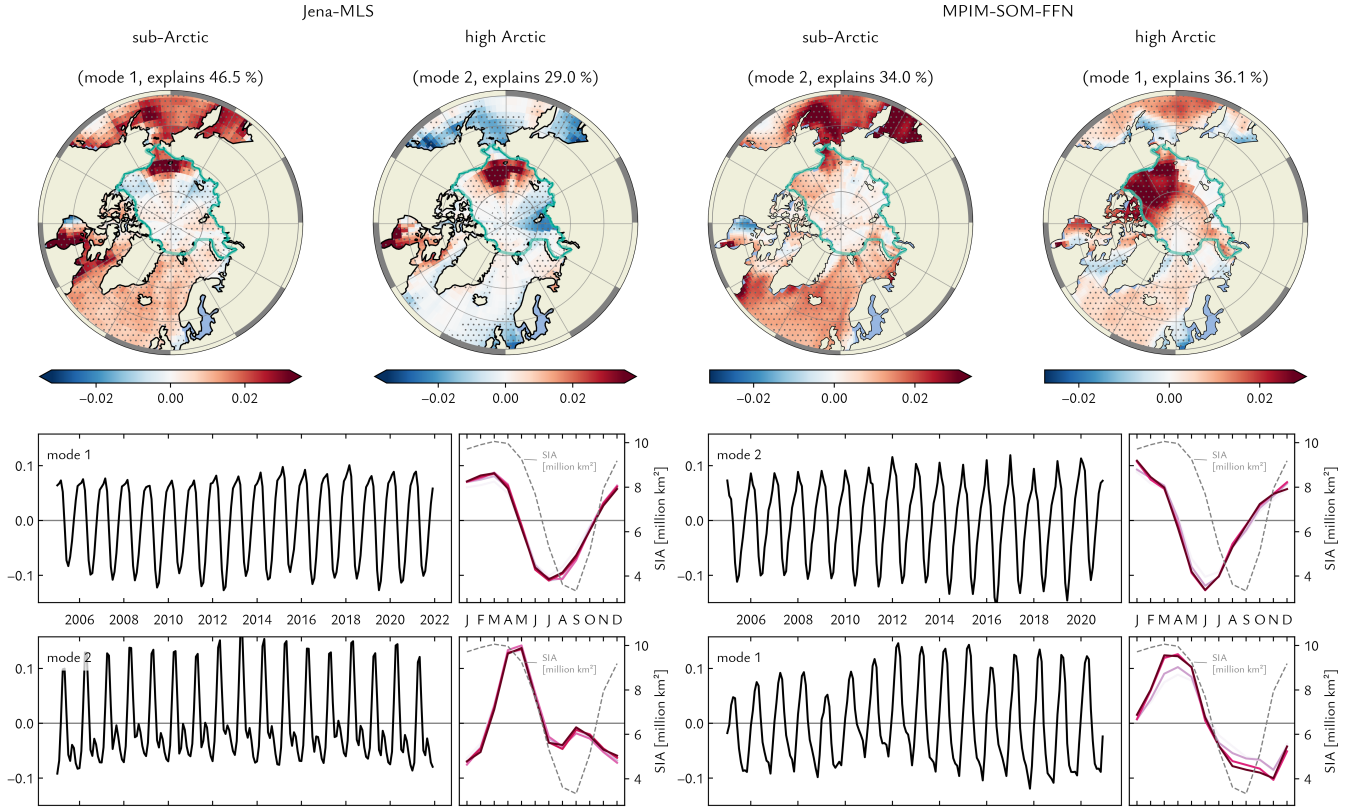 Jena-MLS
MPIM-SOM-FFN
sub-Arctic
high Arctic
sub-Arctic
high Arctic
(mode 1, explains 46.5 %)
(mode 2, explains 29.0 %)
(mode 2, explains 34.0 %)
(mode 1, explains 36.1 %)
−0.02 0.00 0.02
−0.02 0.00 0.02
−0.02 0.00 0.02
−0.02 0.00 0.02
mode 1
0.1
0.0
−0.1
2006 2008 2010 2012 2014 2016 2018 2020 2022
SIA
[million km²]
10
8
6
4
SIA [million km²]
J F M A M J J A S O N D
mode 2
0.1
0.0
−0.1
2006 2008 2010 2012 2014 2016 2018 2020
SIA
[million km²]
10
8
6
4
SIA [million km²]
J F M A M J J A S O N D
mode 2
0.1
0.0
−0.1
SIA
[million km²]
10
8
6
4
SIA [million km²]
mode 1
0.1
0.0
−0.1
SIA
[million km²]
10
8
6
4
SIA [million km²]